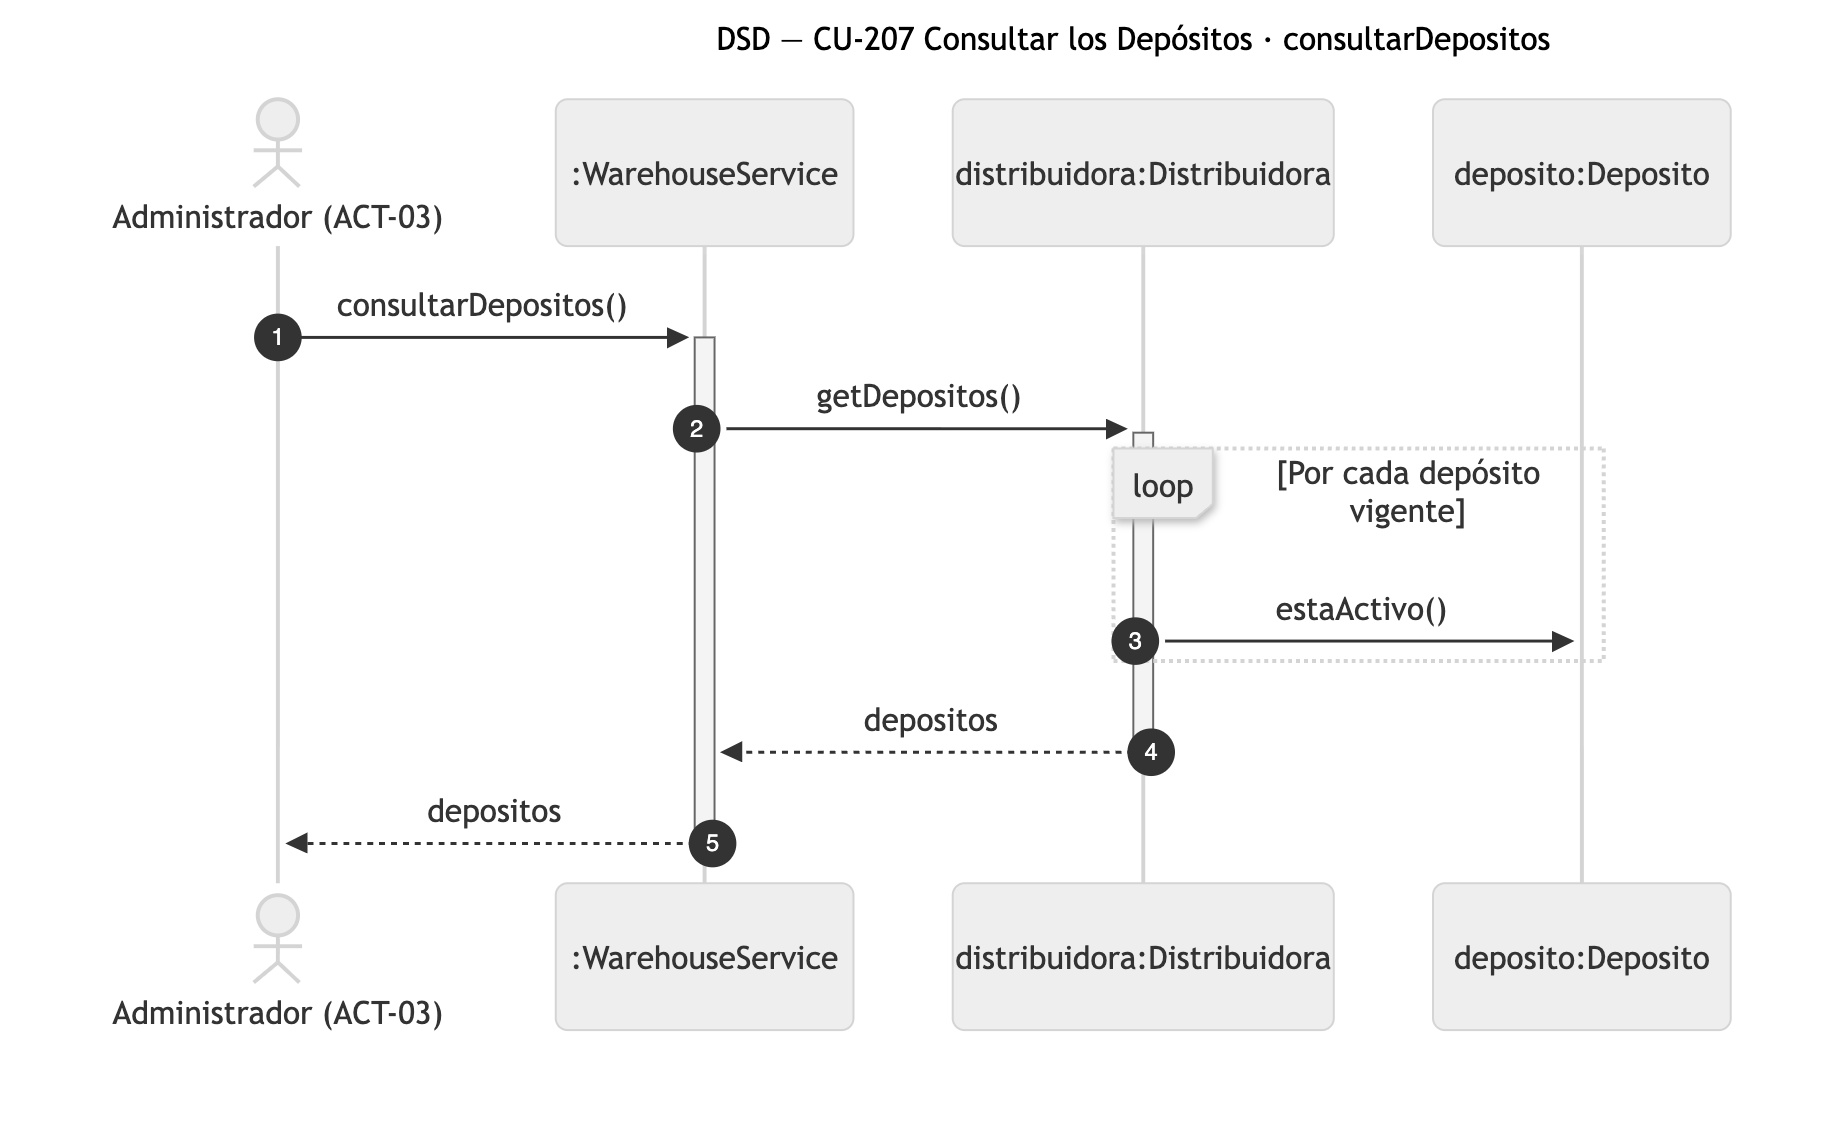 DSD — CU-207 Consultar los Depósitos · consultarDepositos
Administrador (ACT-03)
:WarehouseService
distribuidora:Distribuidora
deposito:Deposito
consultarDepositos()
1
getDepositos()
2
loop
[Por cada depósito
vigente]
estaActivo()
3
depositos
4
depositos
5
Administrador (ACT-03)
:WarehouseService
distribuidora:Distribuidora
deposito:Deposito